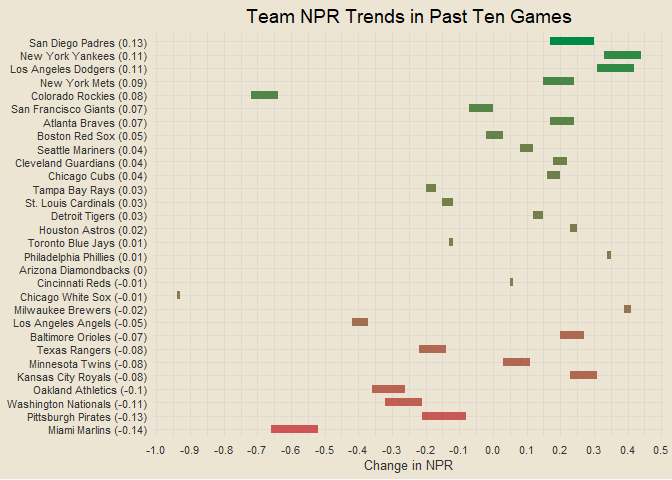 Team NPR Trends in Past Ten Games
San Diego Padres (0.13)
New York Yankees (0.11)
Los Angeles Dodgers (0.11)
New York Mets (0.09)
Colorado Rockies (0.08)
San Francisco Giants (0.07)
Atlanta Braves (0.07)
Boston Red Sox (0.05)
Seattle Mariners (0.04)
Cleveland Guardians (0.04)
Chicago Cubs (0.04)
Tampa Bay Rays (0.03)
St. Louis Cardinals (0.03)
Detroit Tigers (0.03)
Houston Astros (0.02)
Toronto Blue Jays (0.01)
Philadelphia Phillies (0.01)
Arizona Diamondbacks (0)
Cincinnati Reds (-0.01)
Chicago White Sox (-0.01)
Milwaukee Brewers (-0.02)
Los Angeles Angels (-0.05)
Baltimore Orioles (-0.07)
Texas Rangers (-0.08)
Minnesota Twins (-0.08)
Kansas City Royals (-0.08)
Oakland Athletics (-0.1)
Washington Nationals (-0.11)
Pittsburgh Pirates (-0.13)
Miami Marlins (-0.14)
-1.0 -0.9 -0.8 -0.7 -0.6 -0.5 -0.4 -0.3 -0.2 -0.1 0.0 0.1 0.2 0.3 0.4 0.5
Change in NPR